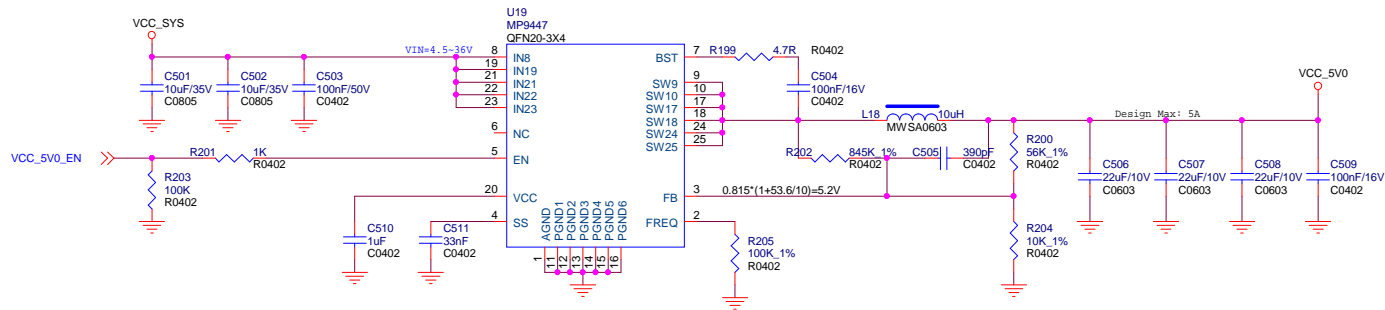 U19
MP9447
QFN20-3X4
VCC_SYS
VIN=4.5~36V
C501
10uF/35V
C0805
C502
10uF/35V
C0805
C503
100nF/50V
C0402
8
19
21
22
23
6
5
20
4
IN8
IN19
IN21
IN22
IN23
NC
EN
VCC
SS
BST
SW9
SW10
SW17
SW18
SW24
SW25
FB
FREQ
7
9
10
17
18
24
25
3
2
AGND
PGND1
PGND2
PGND3
PGND4
PGND5
PGND6
1
11
12
13
14
15
16
VCC_5V0_EN
R201
1K
R0402
R203
100K
R0402
C510
1uF
C0402
C511
33nF
C0402
R199
4.7R
R0402
C504
100nF/16V
C0402
L18
10uH
MWSA0603
R202
845K_1%
R0402
C505
390pF
C0402
0.815*(1+53.6/10)=5.2V
R205
100K_1%
R0402
R200
56K_1%
R0402
R204
10K_1%
R0402
Design Max: 5A
VCC_5V0
C506
22uF/10V
C0603
C507
22uF/10V
C0603
C508
22uF/10V
C0603
C509
100nF/16V
C0402